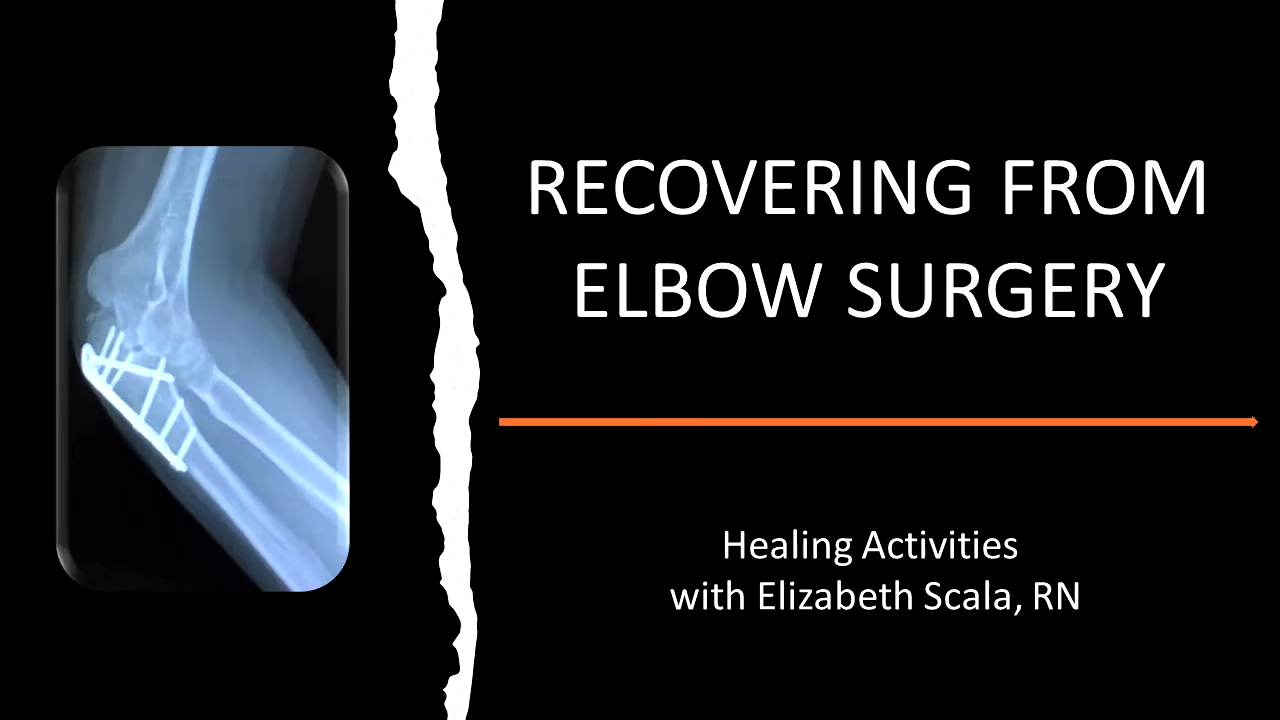 RECOVERING FROM
ELBOW SURGERY
Healing Activities
with Elizabeth Scala, RN